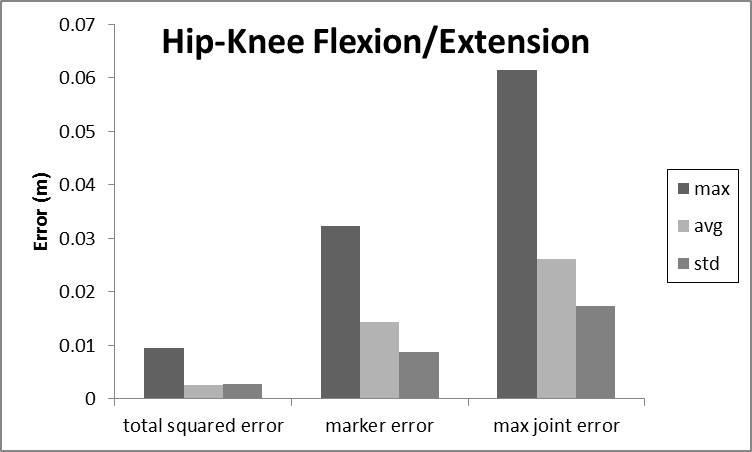 Hip-Knee Flexion/Extension
0.07
0.06
0.05
0.04
0.03
0.02
0.01
0
Error (m)
total squared error
marker error
max joint error
max
avg
std